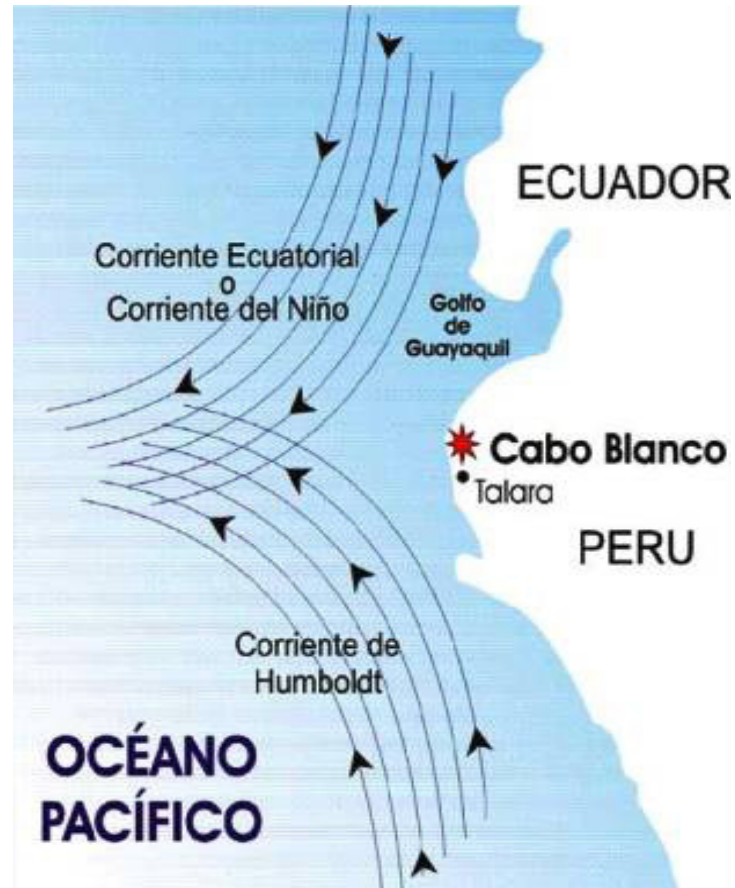 ECUADOR
Corriente Ecuatorial
o
Corriente del Niño
Golfo
de
Guayaquil
Cabo Blanco
Talara
PERU
Corriente de
Humboldt
OCÉANO
PACÍFICO